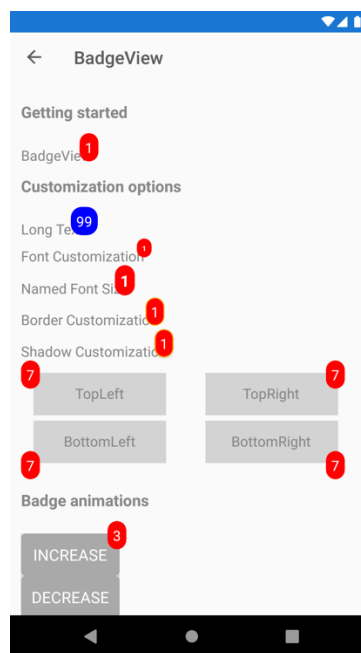 BadgeView
Getting started
BadgeVie 1
Customization options
Long Te 99
Font Customization 1
Named Font Siz 1
Border Customizatio 1
Shadow Customizatio 1
7 7
TopLeft TopRight
BottomLeft BottomRight
7 7
Badge animations
3
INCREASE
DECREASE